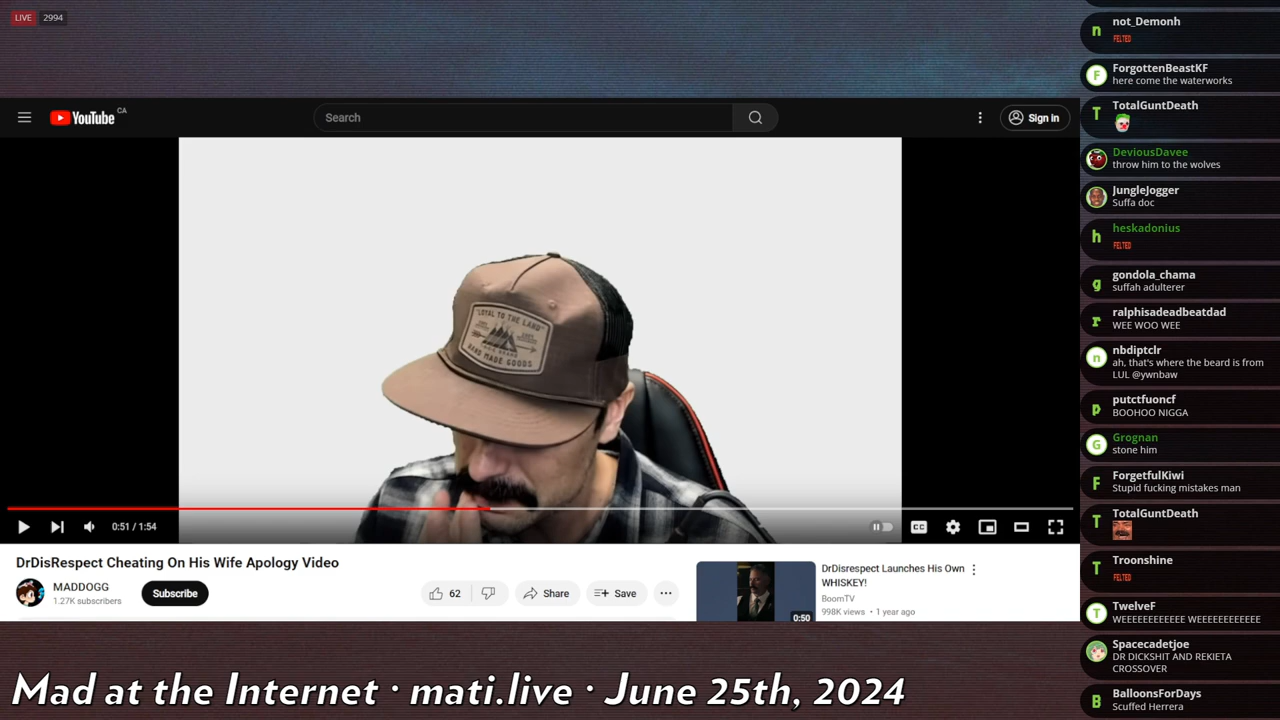 LIVE 2994
YouTube CA
Search
Sign in
"LOYAL TO THE LAND"
HAND MADE GOODS
0:51 / 1:54
CC
DrDisRespect Cheating On His Wife Apology Video
MADDOGG
1.27K subscribers
Subscribe
62
Share
Save
DrDisrespect Launches His Own
WHISKEY!
BoomTV
998K views • 1 year ago
0:50
Mad at the Internet · mati.live · June 25th, 2024
n
not_Demonh
FELTED
F
ForgottenBeastKF
here come the waterworks
T
TotalGuntDeath
DeviousDavee
throw him to the wolves
JungleJogger
Suffa doc
h
heskadonius
FELTED
g
gondola_chama
suffah adulterer
r
ralphisadeadbeatdad
WEE WOO WEE
n
nbdiptclr
ah, that's where the beard is from
LUL @ywnbaw
p
putctfuoncf
BOOHOO NIGGA
G
Grognan
stone him
F
ForgetfulKiwi
Stupid fucking mistakes man
T
TotalGuntDeath
T
Troonshine
FELTED
T
TwelveF
WEEEEEEEEEEEE WEEEEEEEEEEEE
Spacecadetjoe
DR DICKSHIT AND REKIETA
CROSSOVER
B
BalloonsForDays
Scuffed Herrera